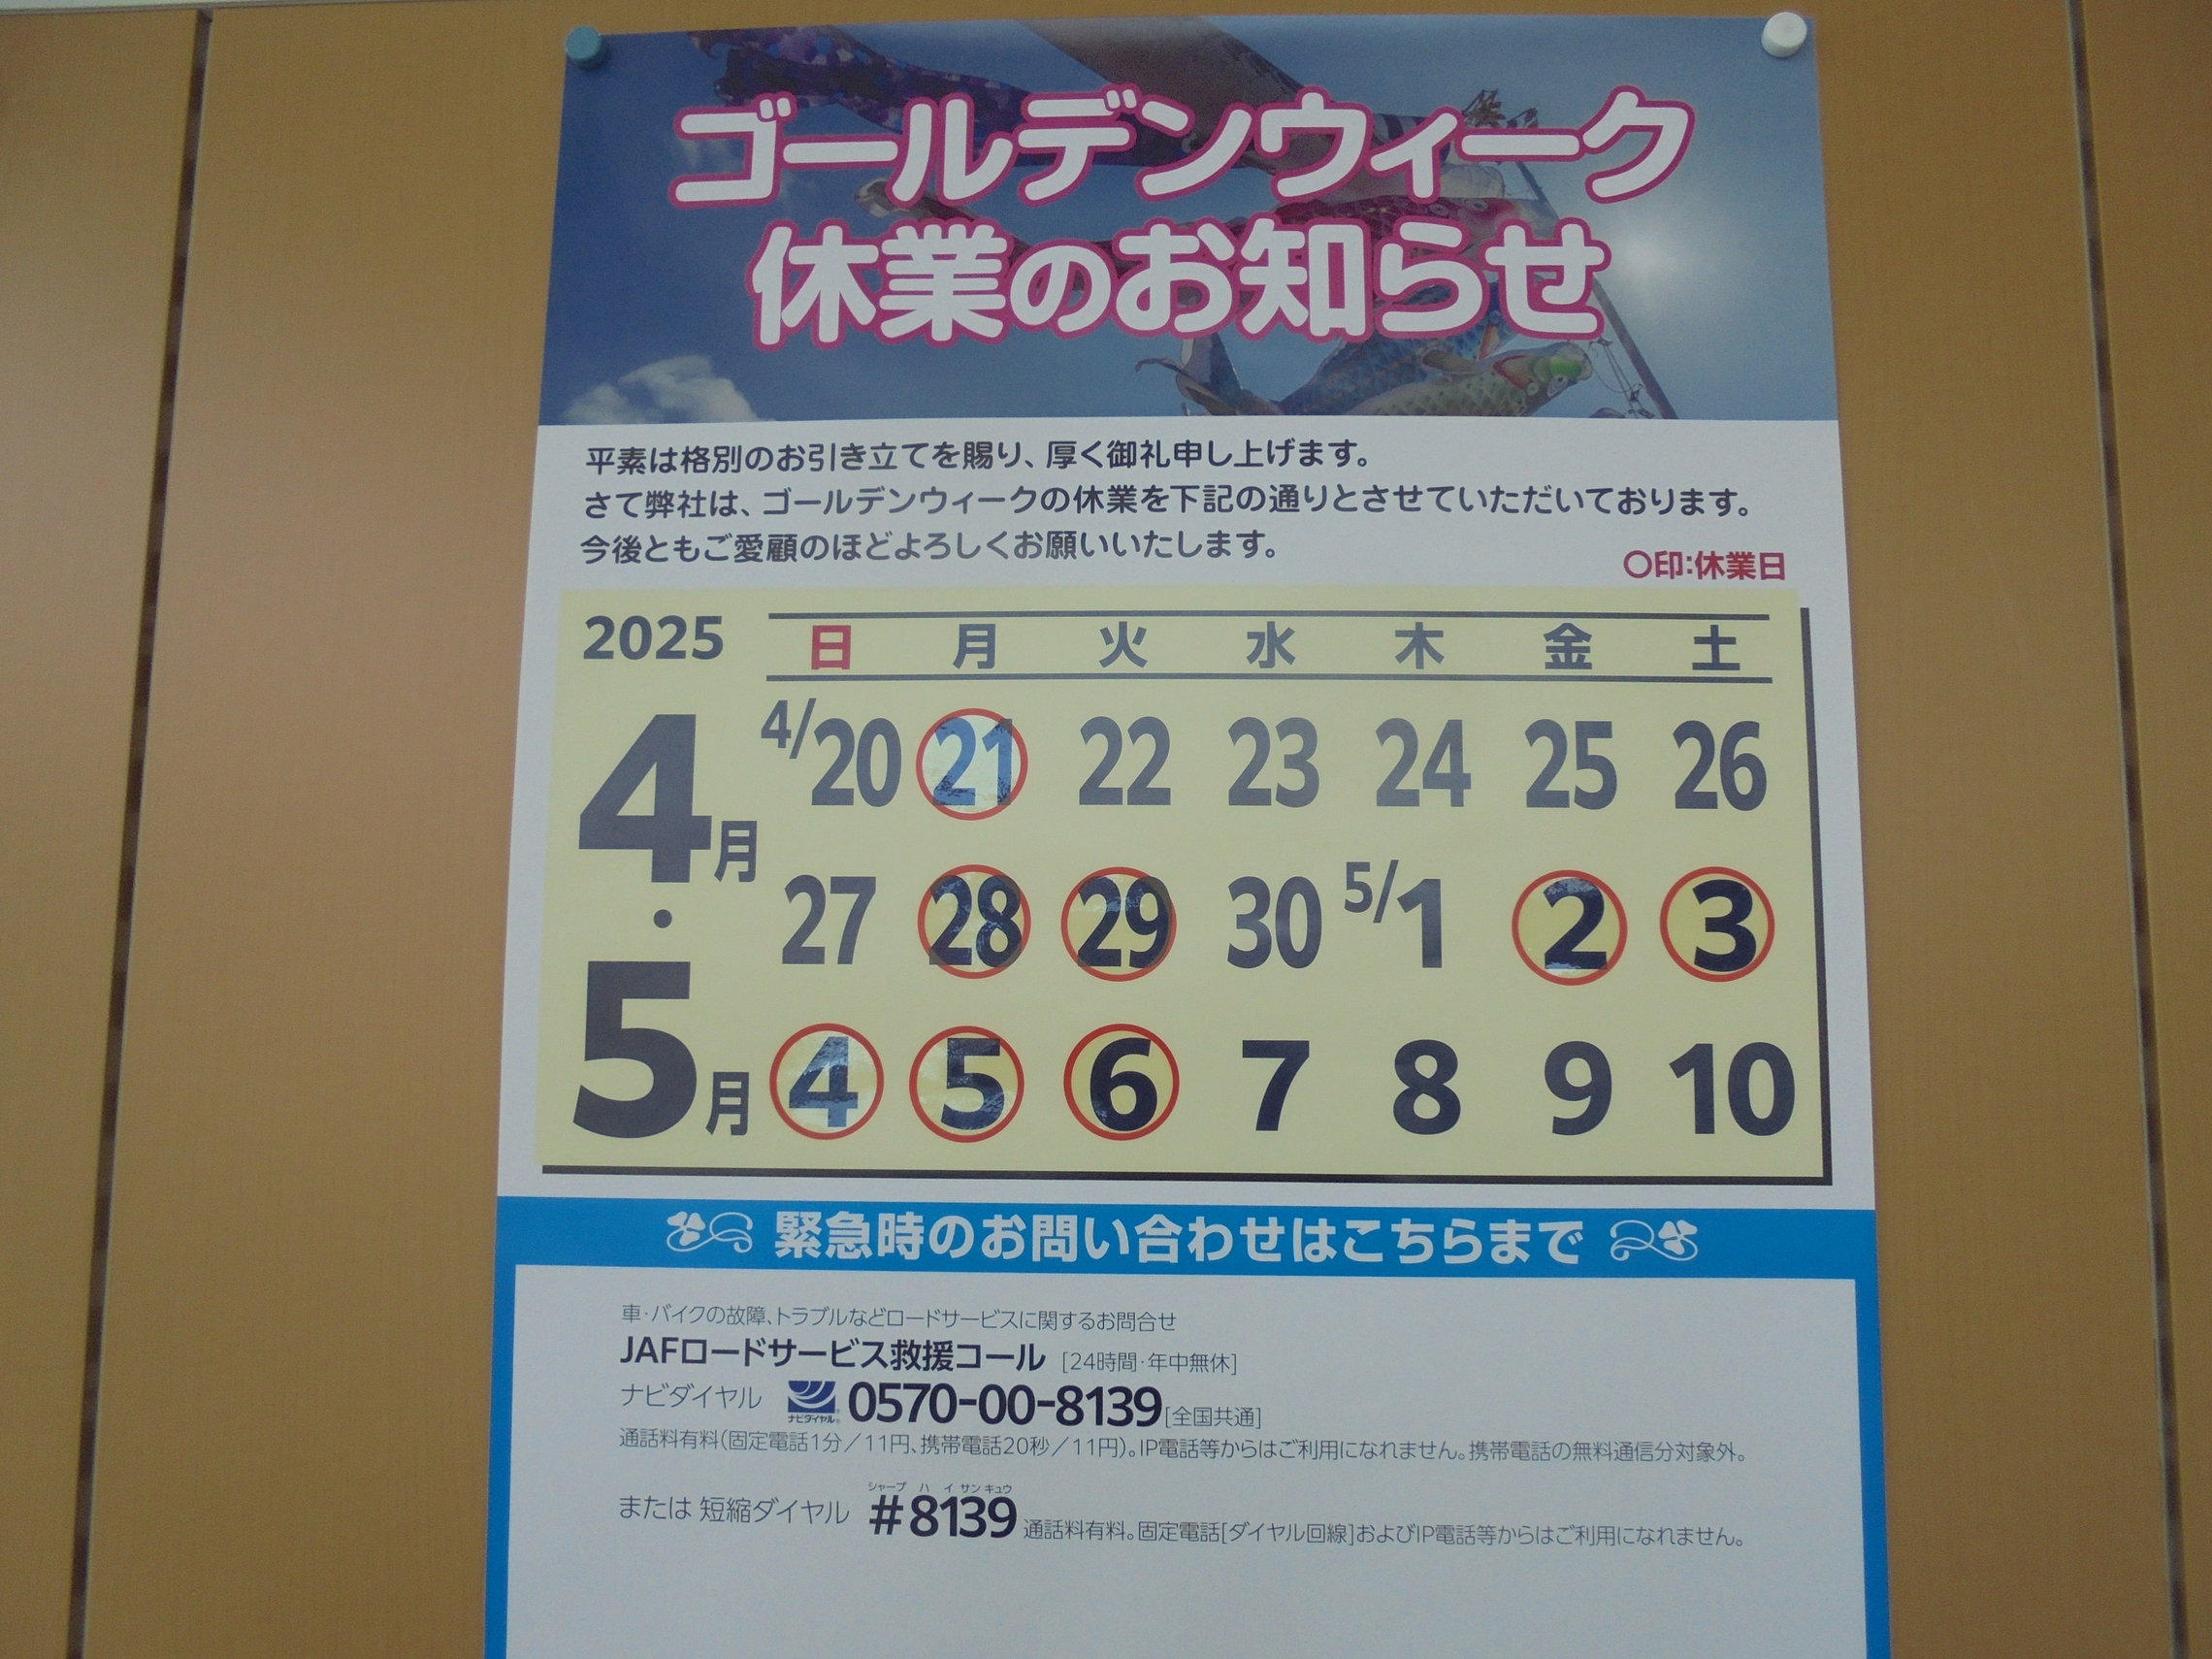 ゴールデンウィーク
休業のお知らせ
平素は格別のお引き立てを賜り、厚く御礼申し上げます。
さて弊社は、ゴールデンウィークの休業を下記の通りとさせていただいております。
今後ともご愛顧のほどよろしくお願いいたします。
〇印:休業日
2025 日 月 火 水 木 金 土
4月・5月
4/20 21 22 23 24 25 26
27 28 29 30 5/1 2 3
4 5 6 7 8 9 10
緊急時のお問い合わせはこちらまで
車・バイクの故障、トラブルなどロードサービスに関するお問合せ
JAFロードサービス救援コール [24時間・年中無休]
ナビダイヤル ナビダイヤル® 0570-00-8139[全国共通]
通話料有料(固定電話1分/11円、携帯電話20秒/11円)。IP電話等からはご利用になれません。携帯電話の無料通信分対象外。
シャープ ハ イ サン キュウ
または 短縮ダイヤル #8139 通話料有料。固定電話[ダイヤル回線]およびIP電話等からはご利用になれません。